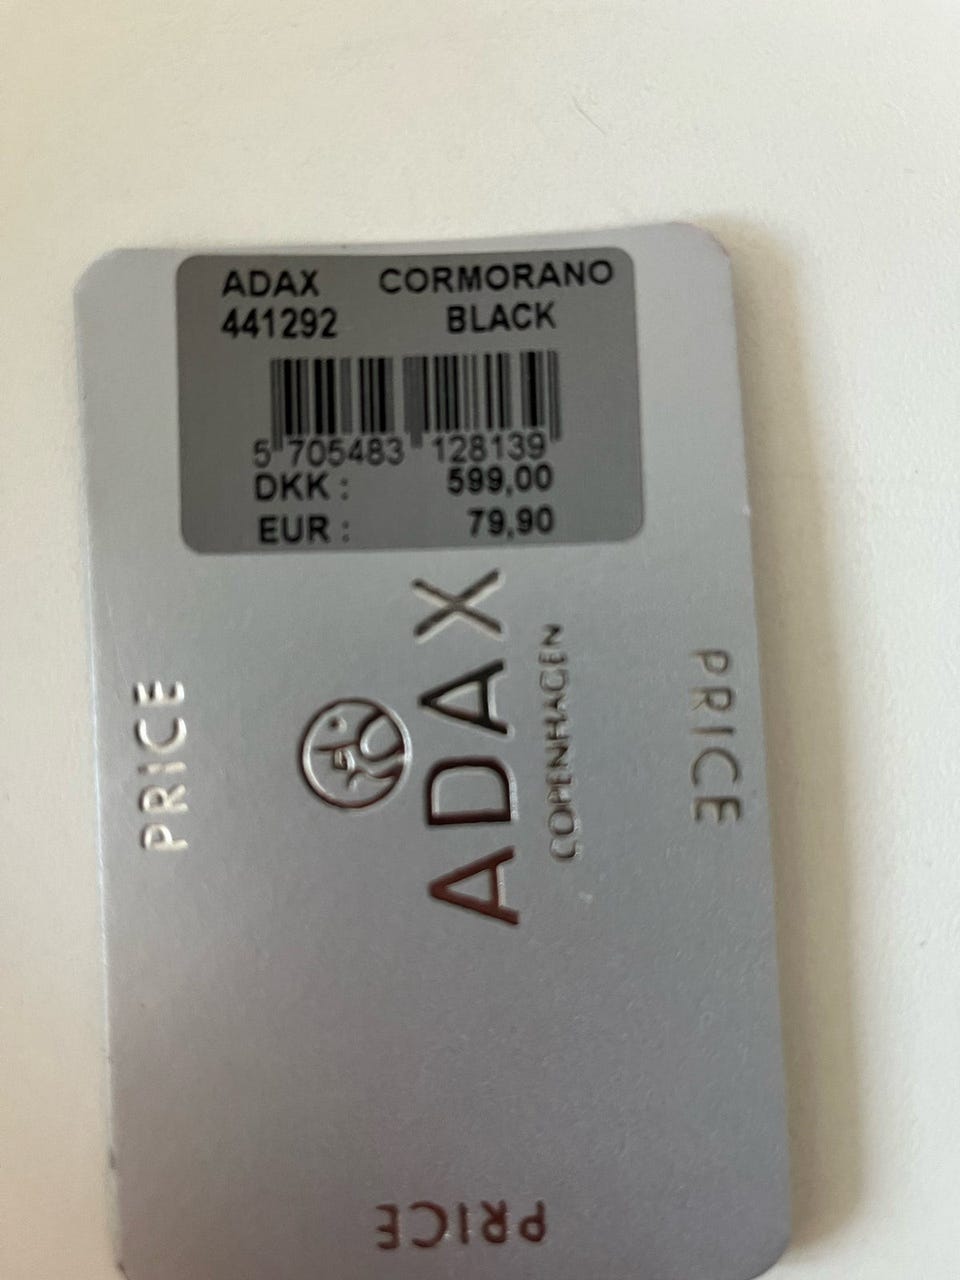 ADAX CORMORANO
441292 BLACK
5 705483 128139
DKK : 599,00
EUR : 79,90
ADAX
COPENHAGEN
PRICE
PRICE
PRICE